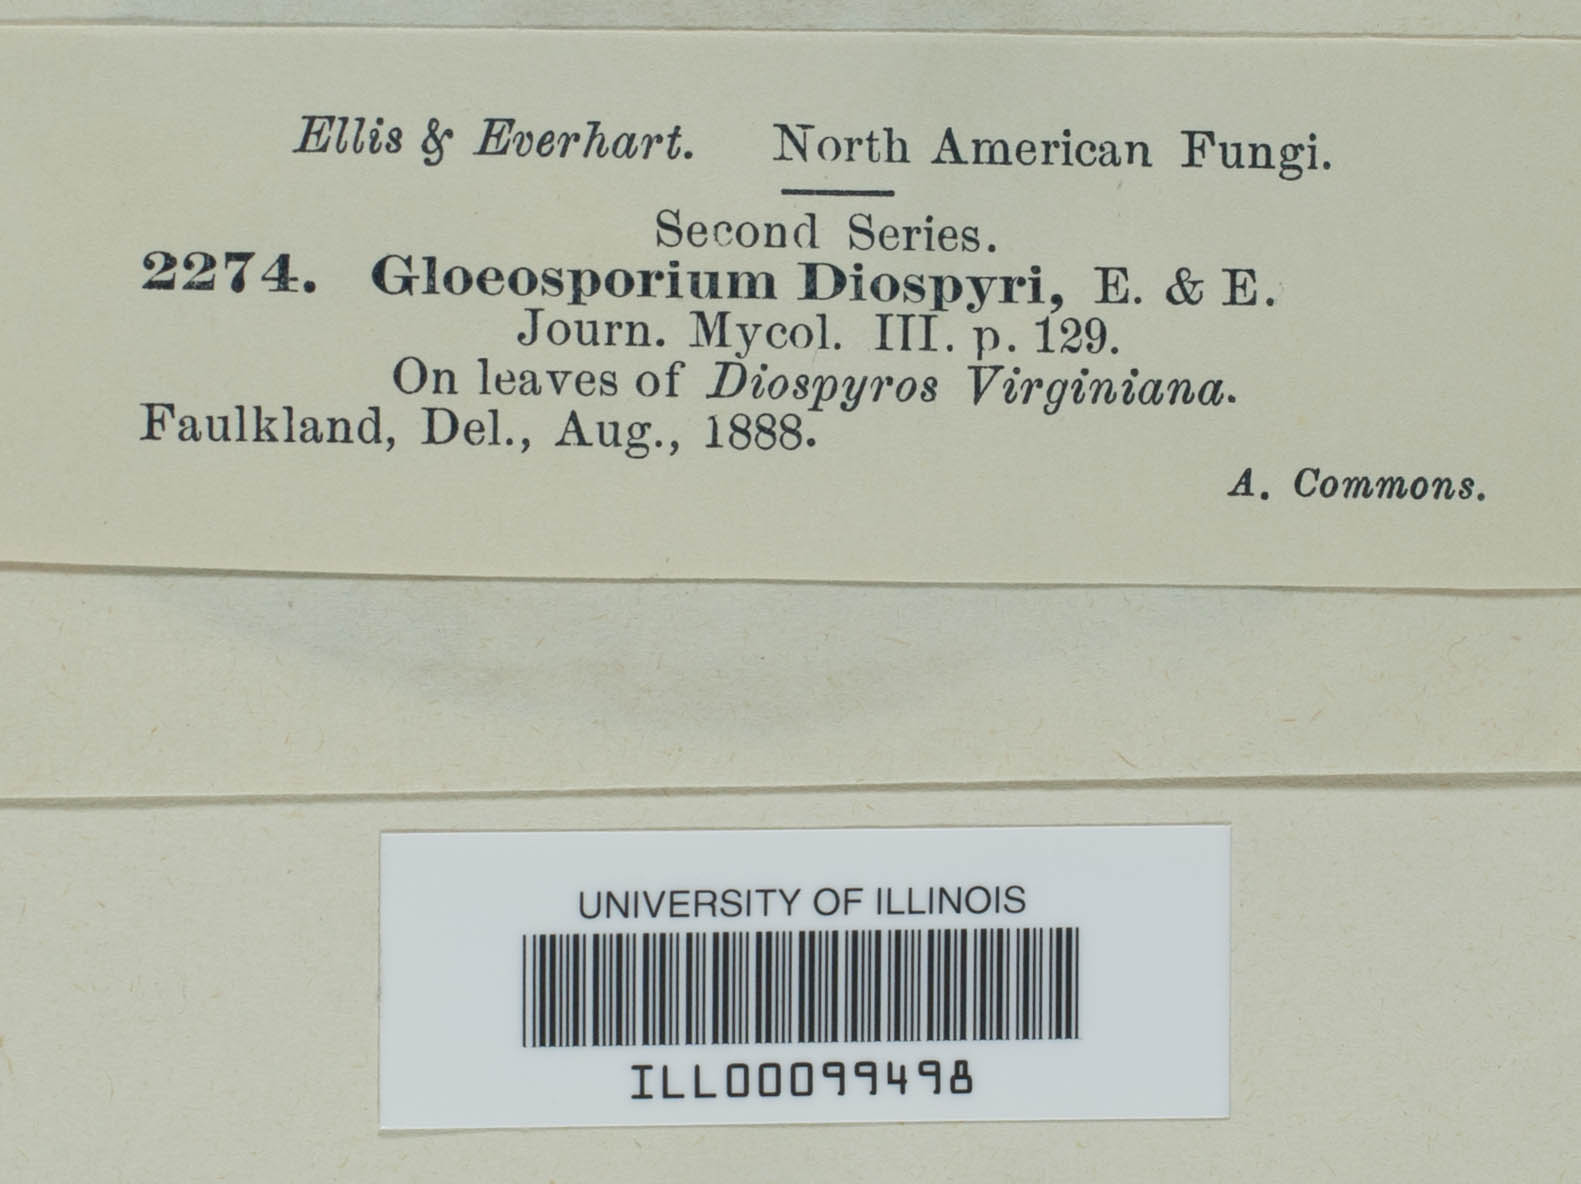 Ellis & Everhart. North American Fungi.
Second Series.
2274. Gloeosporium Diospyri, E. & E.
Journ. Mycol. III. p. 129.
On leaves of Diospyros Virginiana.
Faulkland, Del., Aug., 1888.
A. Commons.
UNIVERSITY OF ILLINOIS
ILL00099498